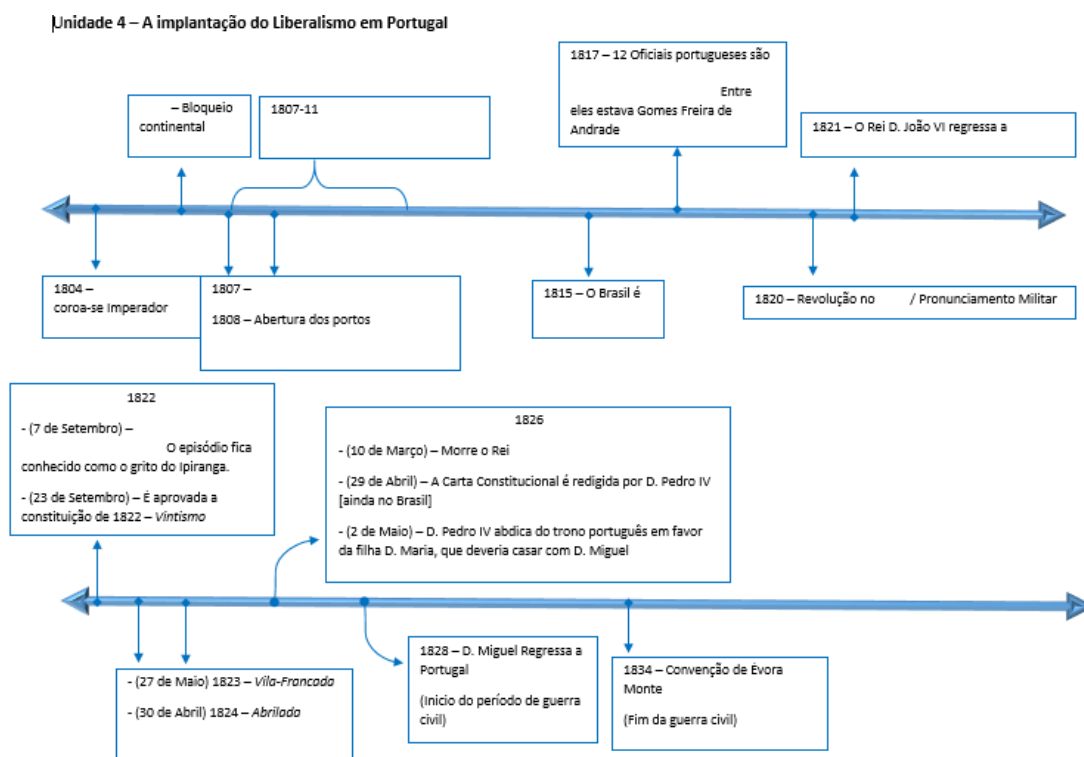 Unidade 4 – A implantação do Liberalismo em Portugal
1817 – 12 Oficiais portugueses são
Entre
eles estava Gomes Freira de
Andrade
– Bloqueio
continental
1807-11
1821 – O Rei D. João VI regressa a
1804 –
coroa-se Imperador
1807 –
1808 – Abertura dos portos
1815 – O Brasil é
1820 – Revolução no / Pronunciamento Militar
1822
- (7 de Setembro) –
O episódio fica
conhecido como o grito do Ipiranga.
- (23 de Setembro) – É aprovada a
constituição de 1822 – Vintismo
1826
- (10 de Março) – Morre o Rei
- (29 de Abril) – A Carta Constitucional é redigida por D. Pedro IV
[ainda no Brasil]
- (2 de Maio) – D. Pedro IV abdica do trono português em favor
da filha D. Maria, que deveria casar com D. Miguel
- (27 de Maio) 1823 – Vila-Francada
- (30 de Abril) 1824 – Abrilada
1828 – D. Miguel Regressa a
Portugal
(Inicio do período de guerra
civil)
1834 – Convenção de Évora
Monte
(Fim da guerra civil)